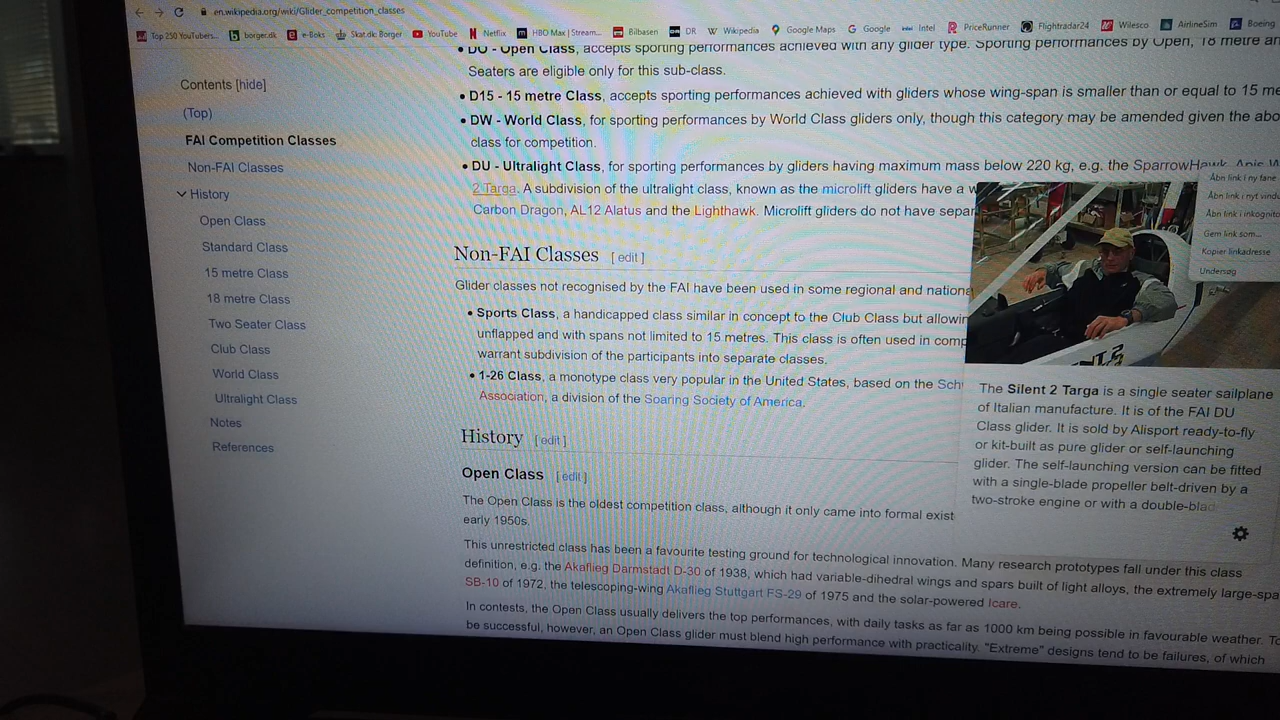 en.wikipedia.org/wiki/Glider_competition_classes
Top 250 YouTubers... borger.dk e-Boks Skat.dk: Borger YouTube Netflix HBO Max | Stream... Bilbasen DR Wikipedia Google Maps Google Intel PriceRunner Flightradar24 Wilesco AirlineSim Boeing
Contents [hide]
(Top)
FAI Competition Classes
Non-FAI Classes
History
Open Class
Standard Class
15 metre Class
18 metre Class
Two Seater Class
Club Class
World Class
Ultralight Class
Notes
References
• DO - Open Class, accepts sporting performances achieved with any glider type. Sporting performances by Open, 18 metre an
Seaters are eligible only for this sub-class.
• D15 - 15 metre Class, accepts sporting performances achieved with gliders whose wing-span is smaller than or equal to 15 me
• DW - World Class, for sporting performances by World Class gliders only, though this category may be amended given the abo
class for competition.
• DU - Ultralight Class, for sporting performances by gliders having maximum mass below 220 kg, e.g. the SparrowHawk,
2 Targa. A subdivision of the ultralight class, known as the microlift gliders have a w
Carbon Dragon, AL12 Alatus and the Lighthawk. Microlift gliders do not have separ
Non-FAI Classes [ edit ]
Glider classes not recognised by the FAI have been used in some regional and nationa
• Sports Class, a handicapped class similar in concept to the Club Class but allowin
unflapped and with spans not limited to 15 metres. This class is often used in comp
warrant subdivision of the participants into separate classes.
• 1-26 Class, a monotype class very popular in the United States, based on the Sch
Association, a division of the Soaring Society of America.
History [ edit ]
Open Class [ edit ]
The Open Class is the oldest competition class, although it only came into formal exist
early 1950s.
This unrestricted class has been a favourite testing ground for technological innovation. Many research prototypes fall under this class
definition, e.g. the Akaflieg Darmstadt D-30 of 1938, which had variable-dihedral wings and spars built of light alloys, the extremely large-spa
SB-10 of 1972, the telescoping-wing Akaflieg Stuttgart FS-29 of 1975 and the solar-powered Icare.
In contests, the Open Class usually delivers the top performances, with daily tasks as far as 1000 km being possible in favourable weather. To
be successful, however, an Open Class glider must blend high performance with practicality. "Extreme" designs tend to be failures, of which
Åbn link i ny fane
Åbn link i nyt vindu
Åbn link i inkognito
Gem link som...
Kopier linkadresse
Undersøg
The Silent 2 Targa is a single seater sailplane
of Italian manufacture. It is of the FAI DU
Class glider. It is sold by Alisport ready-to-fly
or kit-built as pure glider or self-launching
glider. The self-launching version can be fitted
with a single-blade propeller belt-driven by a
two-stroke engine or with a double-blad